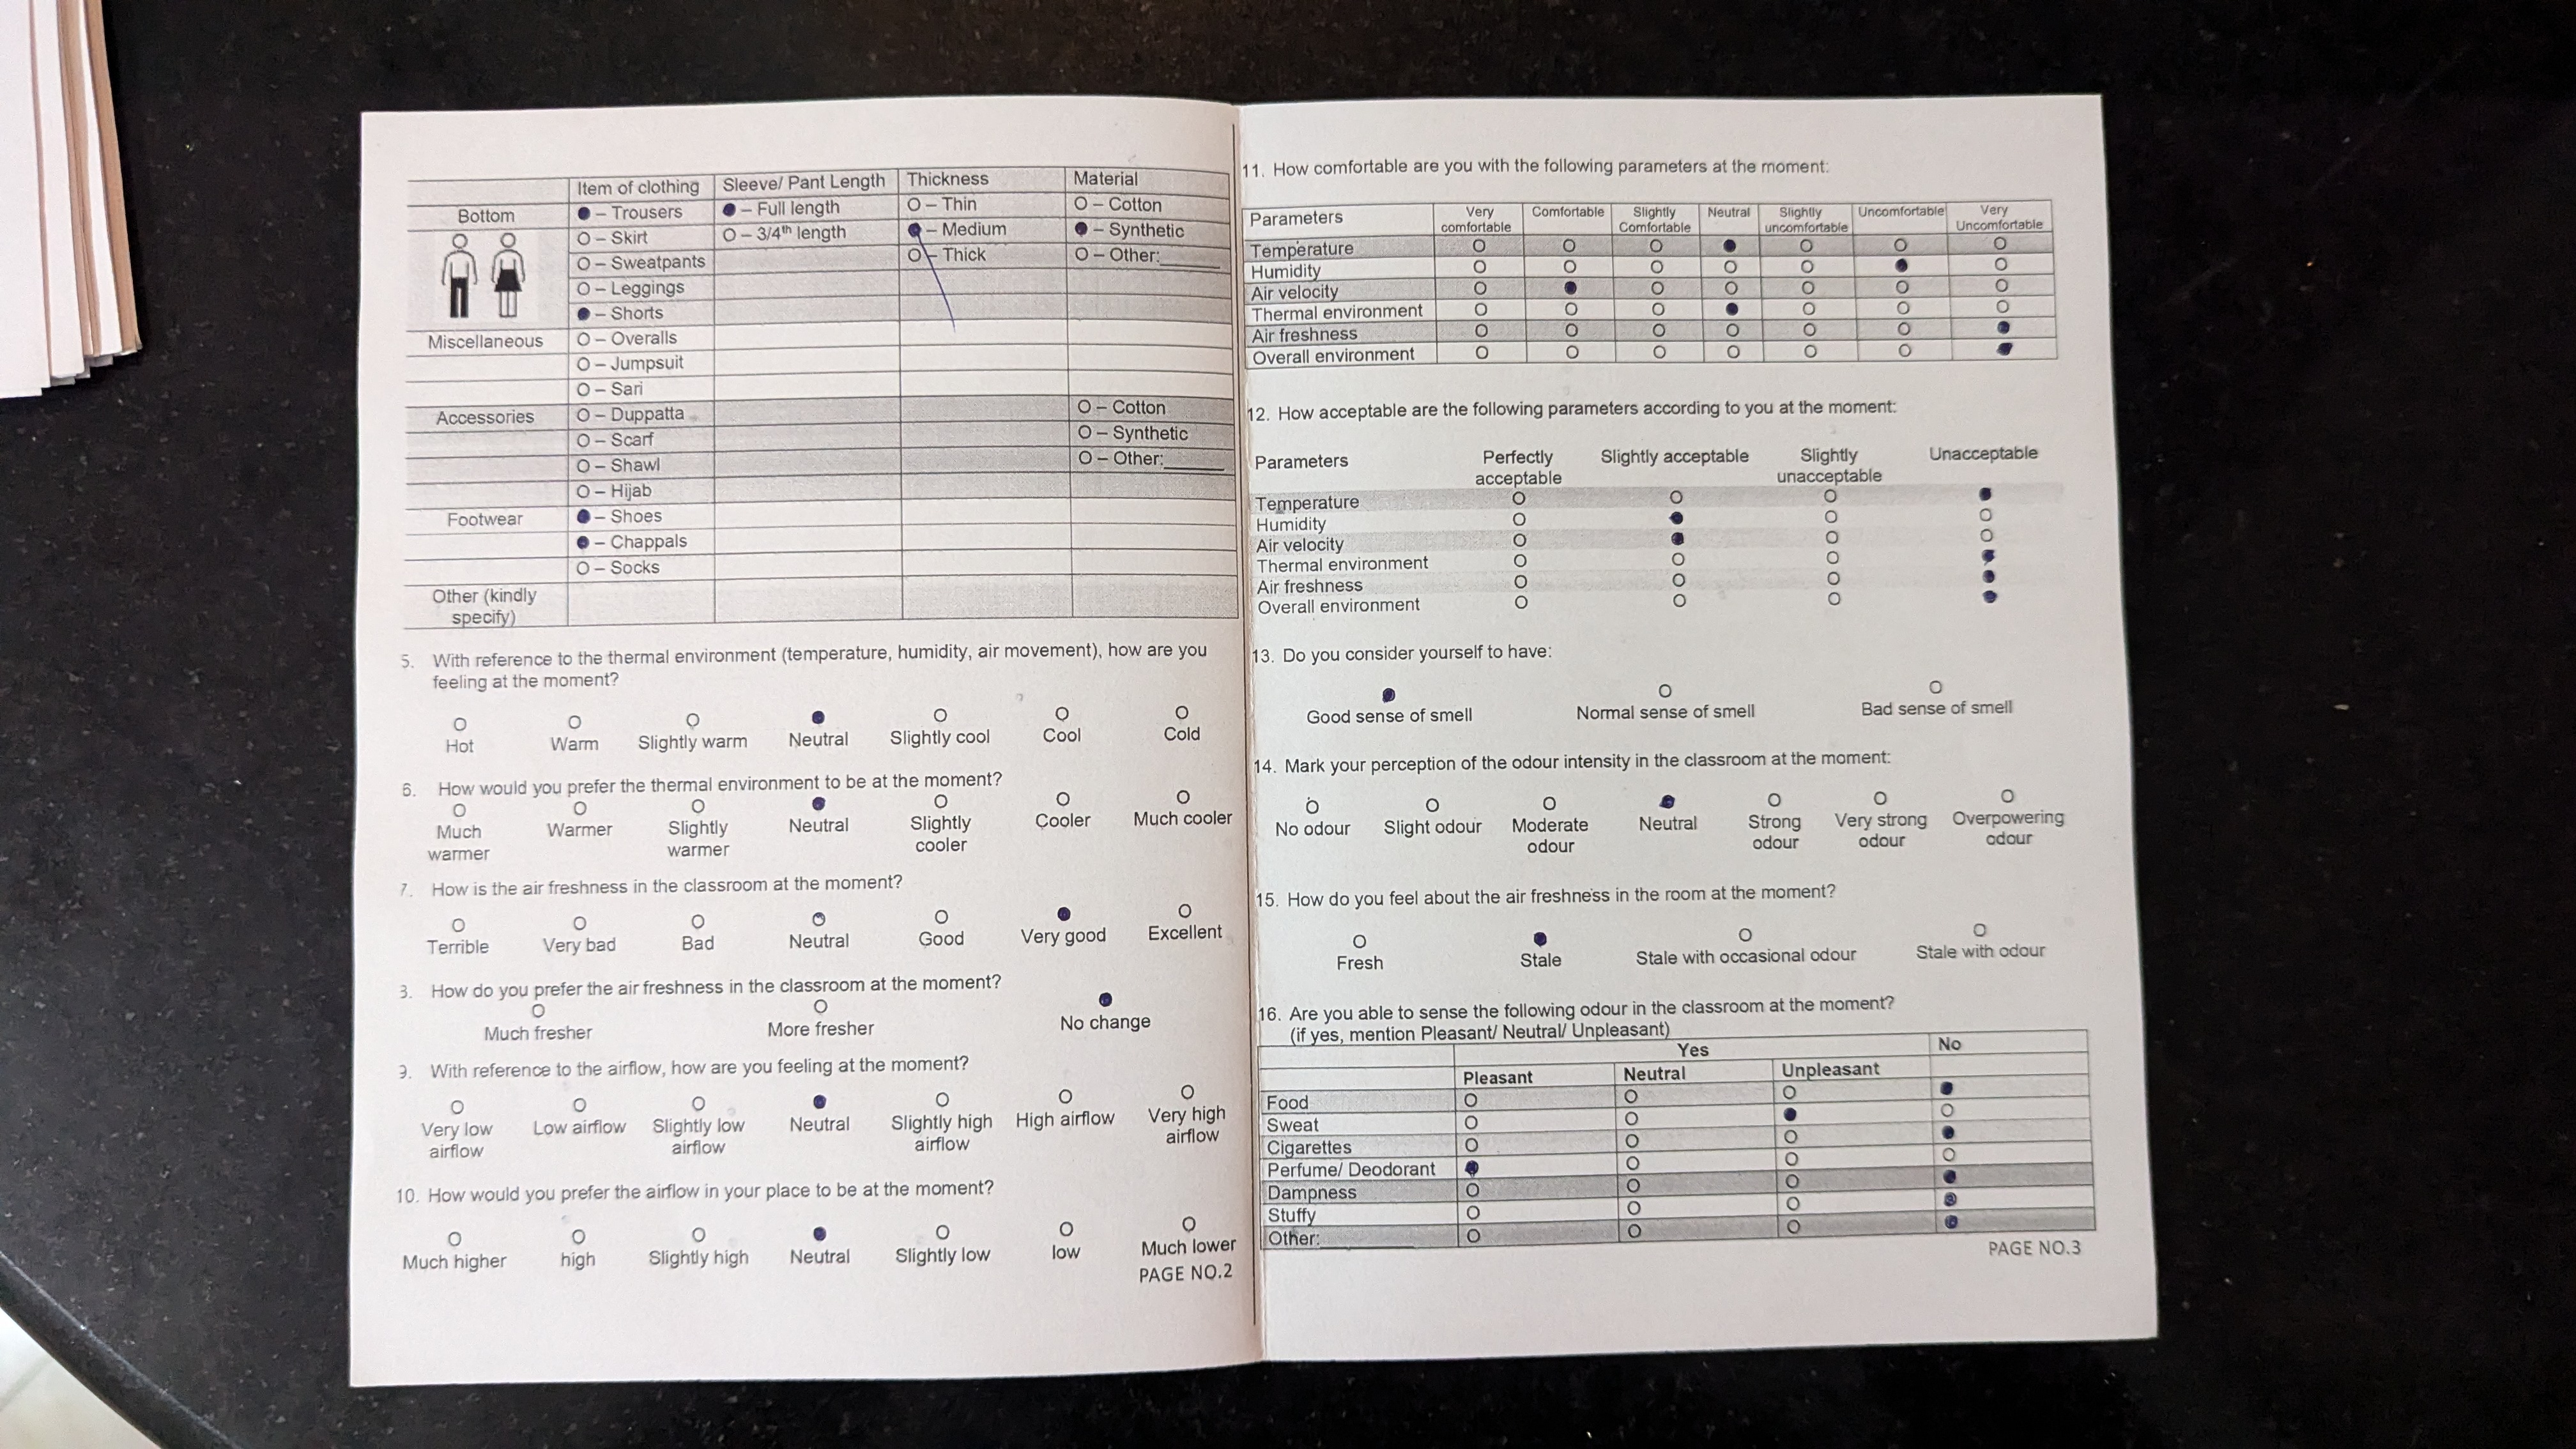 Item of clothing Sleeve/ Pant Length Thickness Material
Bottom ● – Trousers ● – Full length O – Thin O – Cotton
O – Skirt O – 3/4th length ● – Medium ● – Synthetic
O – Sweatpants O – Thick O – Other:______
O – Leggings
● – Shorts
Miscellaneous O – Overalls
O – Jumpsuit
O – Sari
Accessories O – Duppatta O – Cotton
O – Scarf O – Synthetic
O – Shawl O – Other:______
O – Hijab
Footwear ● – Shoes
● – Chappals
O – Socks
Other (kindly
specify)
5. With reference to the thermal environment (temperature, humidity, air movement), how are you
feeling at the moment?
O O O ● O O O
Hot Warm Slightly warm Neutral Slightly cool Cool Cold
6. How would you prefer the thermal environment to be at the moment?
O O O ● O O O
Much Warmer Slightly Neutral Slightly Cooler Much cooler
warmer warmer cooler
7. How is the air freshness in the classroom at the moment?
O O O O O ● O
Terrible Very bad Bad Neutral Good Very good Excellent
8. How do you prefer the air freshness in the classroom at the moment?
O O ●
Much fresher More fresher No change
9. With reference to the airflow, how are you feeling at the moment?
O O O ● O O O
Very low Low airflow Slightly low Neutral Slightly high High airflow Very high
airflow airflow airflow airflow
10. How would you prefer the airflow in your place to be at the moment?
O O O ● O O O
Much higher high Slightly high Neutral Slightly low low Much lower
PAGE NO.2
11. How comfortable are you with the following parameters at the moment:
Parameters Very Comfortable Slightly Neutral Slightly Uncomfortable Very
comfortable Comfortable uncomfortable Uncomfortable
Temperature O O O ● O O O
Humidity O O O O O ● O
Air velocity O ● O O O O O
Thermal environment O O O ● O O O
Air freshness O O O O O O ●
Overall environment O O O O O O ●
12. How acceptable are the following parameters according to you at the moment:
Parameters Perfectly Slightly acceptable Slightly Unacceptable
acceptable unacceptable
Temperature O O O ●
Humidity O ● O O
Air velocity O ● O O
Thermal environment O O O ●
Air freshness O O O ●
Overall environment O O O ●
13. Do you consider yourself to have:
● O O
Good sense of smell Normal sense of smell Bad sense of smell
14. Mark your perception of the odour intensity in the classroom at the moment:
O O O ● O O O
No odour Slight odour Moderate Neutral Strong Very strong Overpowering
odour odour odour odour
15. How do you feel about the air freshness in the room at the moment?
O ● O O
Fresh Stale Stale with occasional odour Stale with odour
16. Are you able to sense the following odour in the classroom at the moment?
(if yes, mention Pleasant/ Neutral/ Unpleasant)
Yes No
Pleasant Neutral Unpleasant
Food O O O ●
Sweat O O ● O
Cigarettes O O O ●
Perfume/ Deodorant ● O O O
Dampness O O O ●
Stuffy O O O ●
Other:__________ O O O ●
PAGE NO.3